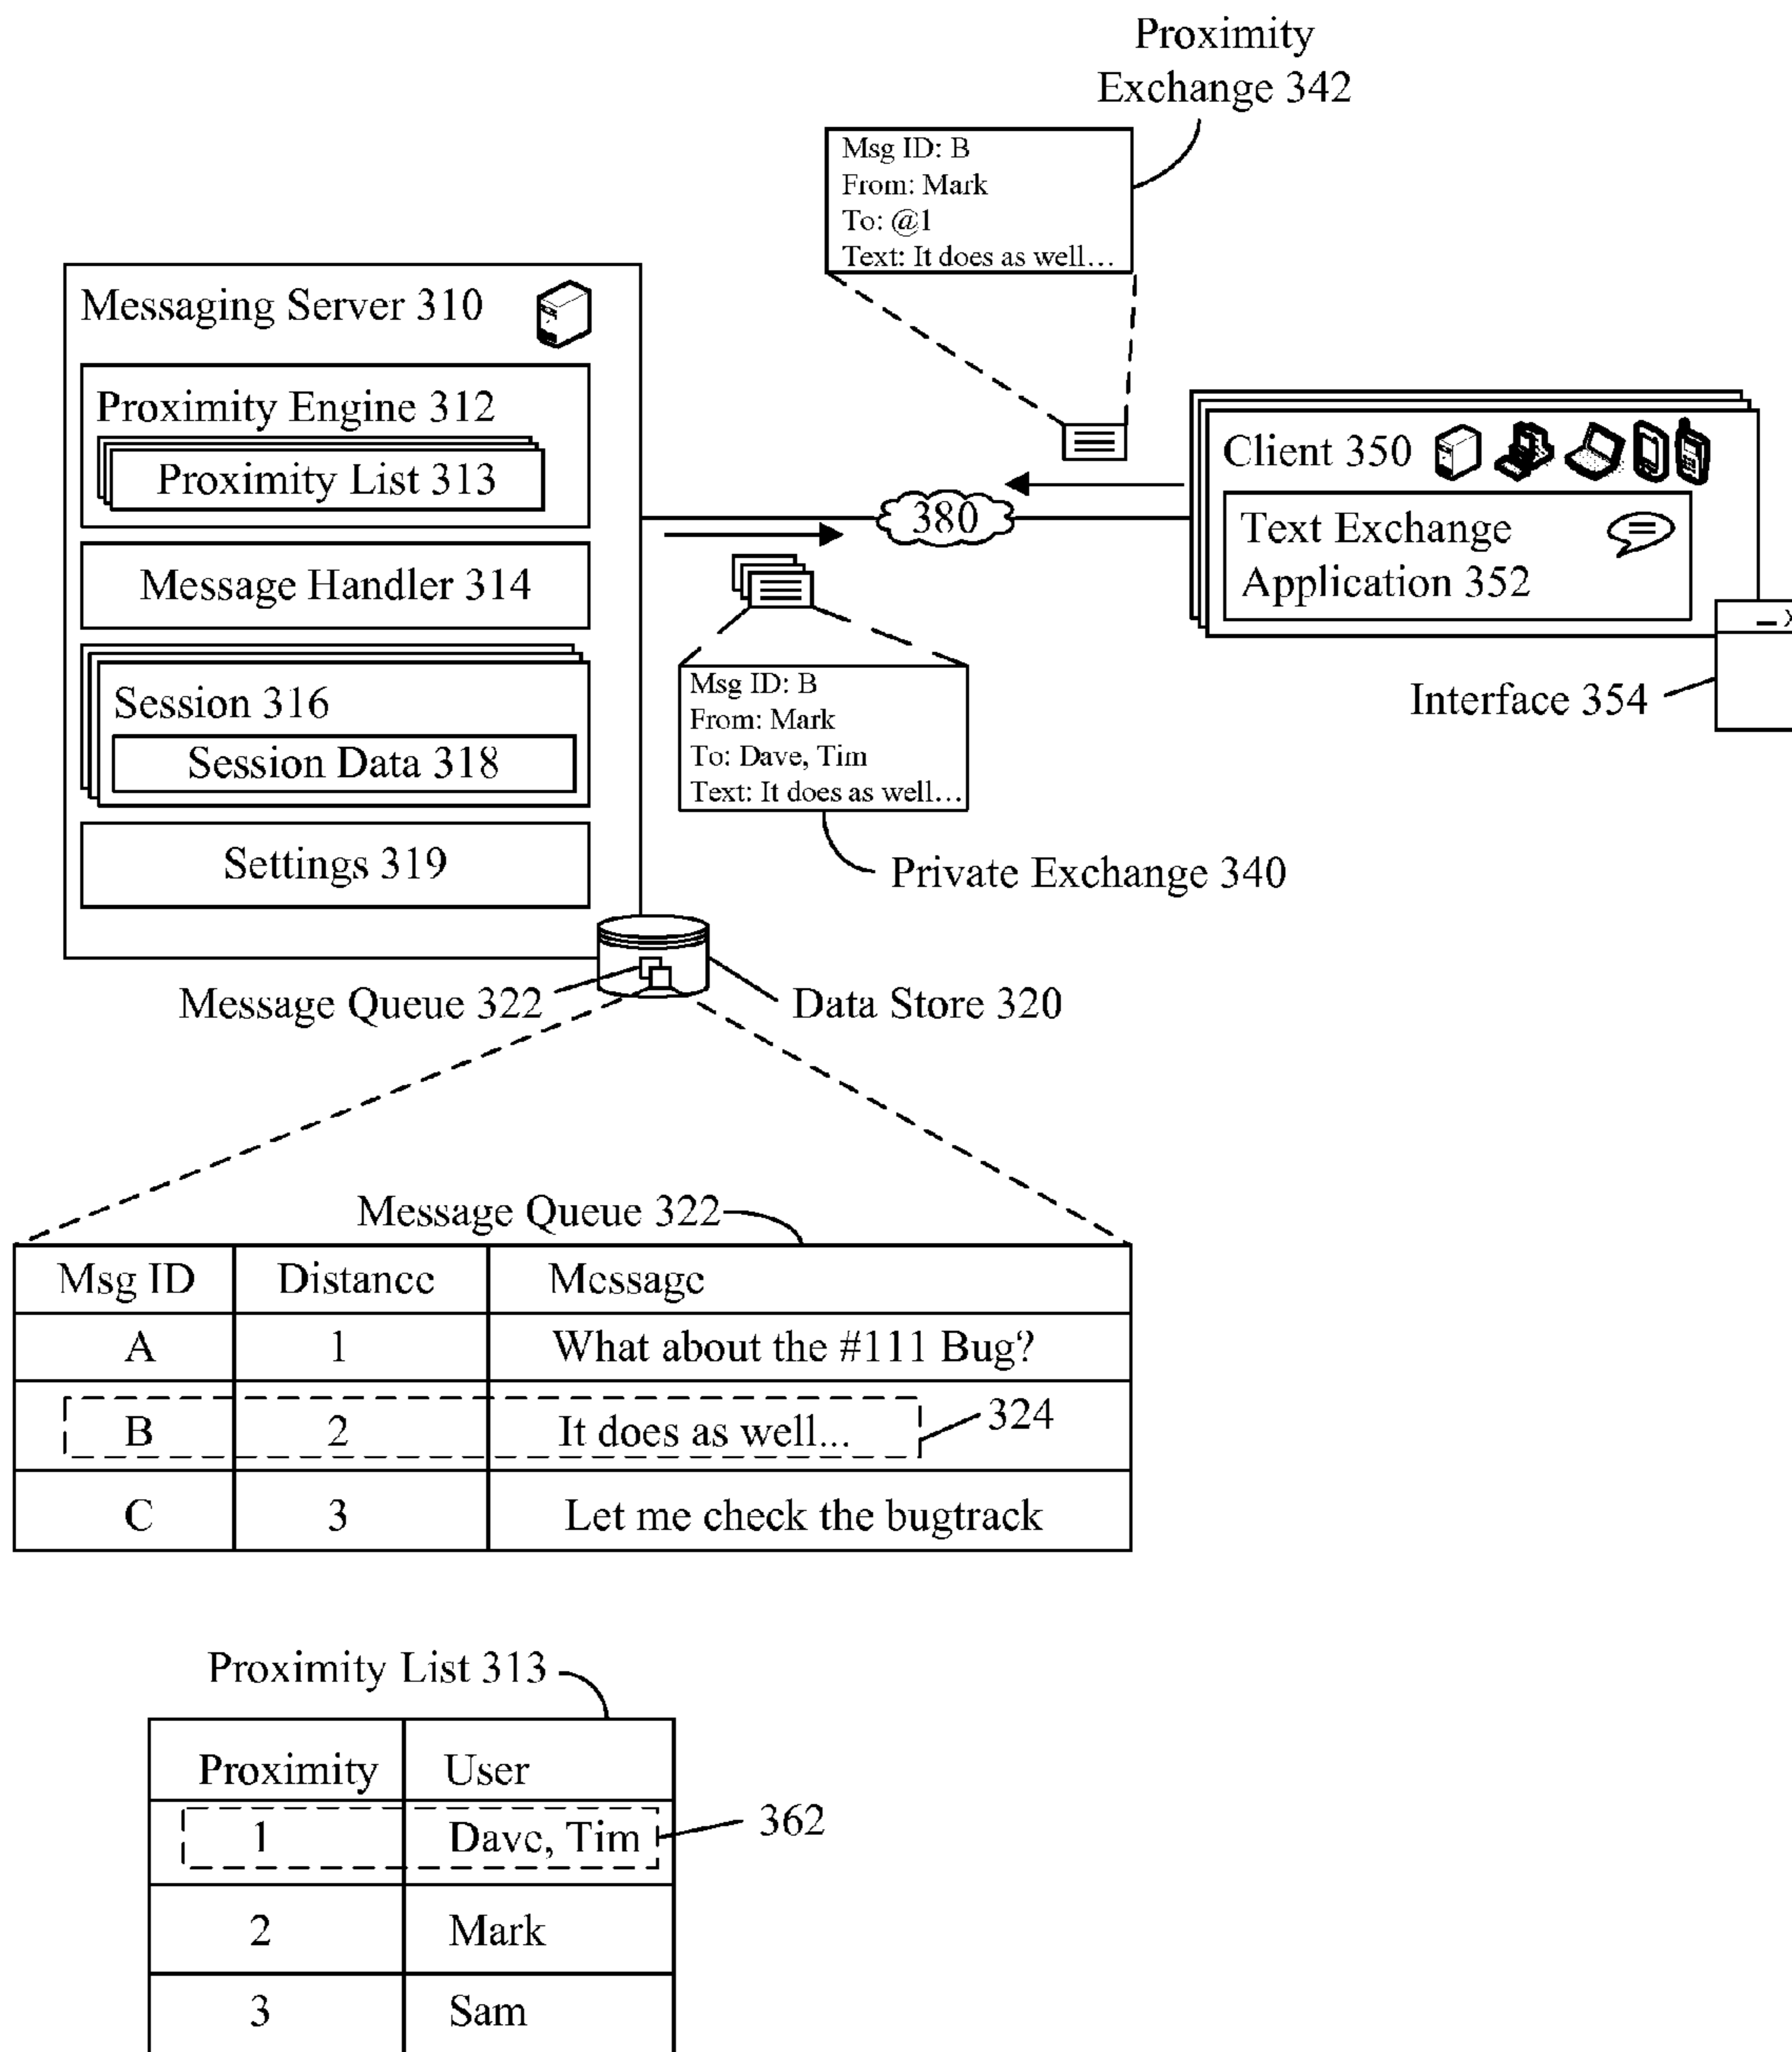 Proximity
Exchange 342
Msg ID: B
From: Mark
To: @1
Text: It does as well...
Messaging Server 310
Proximity Engine 312
Proximity List 313
Message Handler 314
Session 316
Session Data 318
Settings 319
380
Client 350
Text Exchange
Application 352
Interface 354
Msg ID: B
From: Mark
To: Dave, Tim
Text: It does as well...
Private Exchange 340
Message Queue 322
Data Store 320
Message Queue 322
Msg ID Distance Message
A 1 What about the #111 Bug?
B 2 It does as well...
324
C 3 Let me check the bugtrack
Proximity List 313
Proximity User
1 Dave, Tim
362
2 Mark
3 Sam